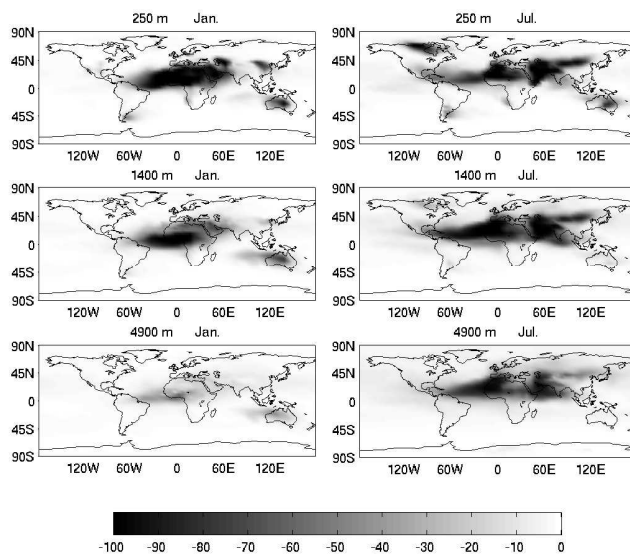 250 m Jan. 250 m Jul.
90N 90N
45N 45N
0 0
45S 45S
90S 90S
120W 60W 0 60E 120E 120W 60W 0 60E 120E
1400 m Jan. 1400 m Jul.
90N 90N
45N 45N
0 0
45S 45S
90S 90S
120W 60W 0 60E 120E 120W 60W 0 60E 120E
4900 m Jan. 4900 m Jul.
90N 90N
45N 45N
0 0
45S 45S
90S 90S
120W 60W 0 60E 120E 120W 60W 0 60E 120E
-100 -90 -80 -70 -60 -50 -40 -30 -20 -10 0